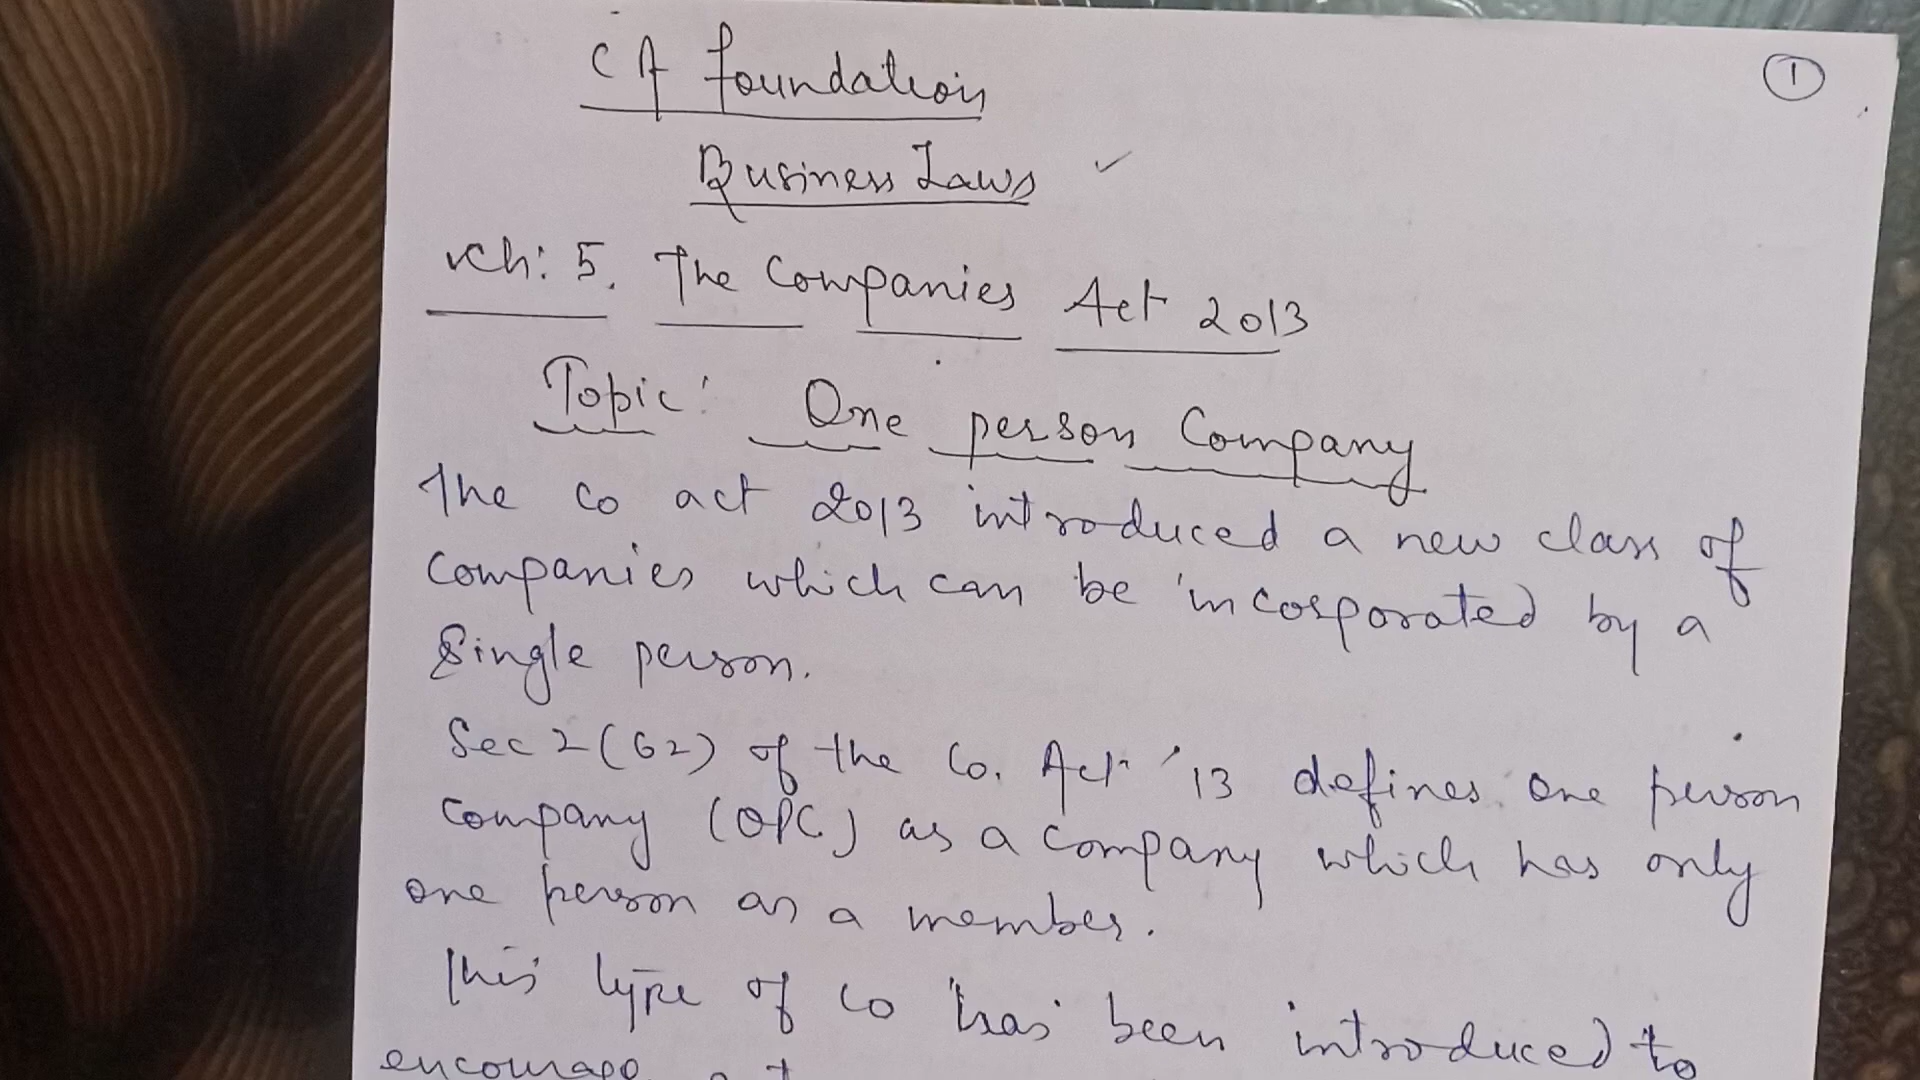 CA foundation
①
Business Laws
Ch: 5. The Companies Act 2013
Topic: One person Company
The co act 2013 introduced a new class of
companies which can be incorporated by a
Single person.
Sec 2(62) of the Co. Act '13 defines one person
Company (OPC) as a company which has only
one person as a member.
This type of co has been introduced to
encourage